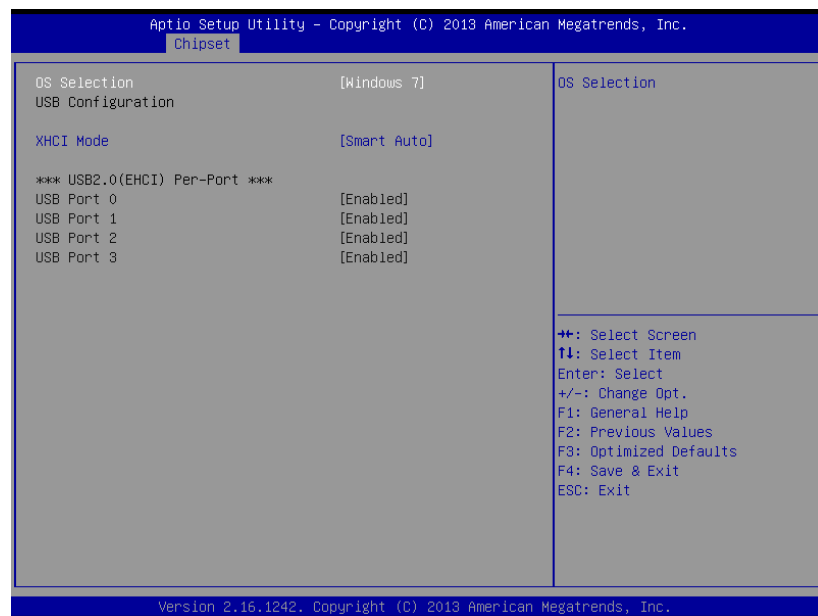 Aptio Setup Utility – Copyright (C) 2013 American Megatrends, Inc.
Chipset
OS Selection [Windows 7]
USB Configuration
XHCI Mode [Smart Auto]
*** USB2.0(EHCI) Per-Port ***
USB Port 0 [Enabled]
USB Port 1 [Enabled]
USB Port 2 [Enabled]
USB Port 3 [Enabled]
OS Selection
→←: Select Screen
↑↓: Select Item
Enter: Select
+/-: Change Opt.
F1: General Help
F2: Previous Values
F3: Optimized Defaults
F4: Save & Exit
ESC: Exit
Version 2.16.1242. Copyright (C) 2013 American Megatrends, Inc.